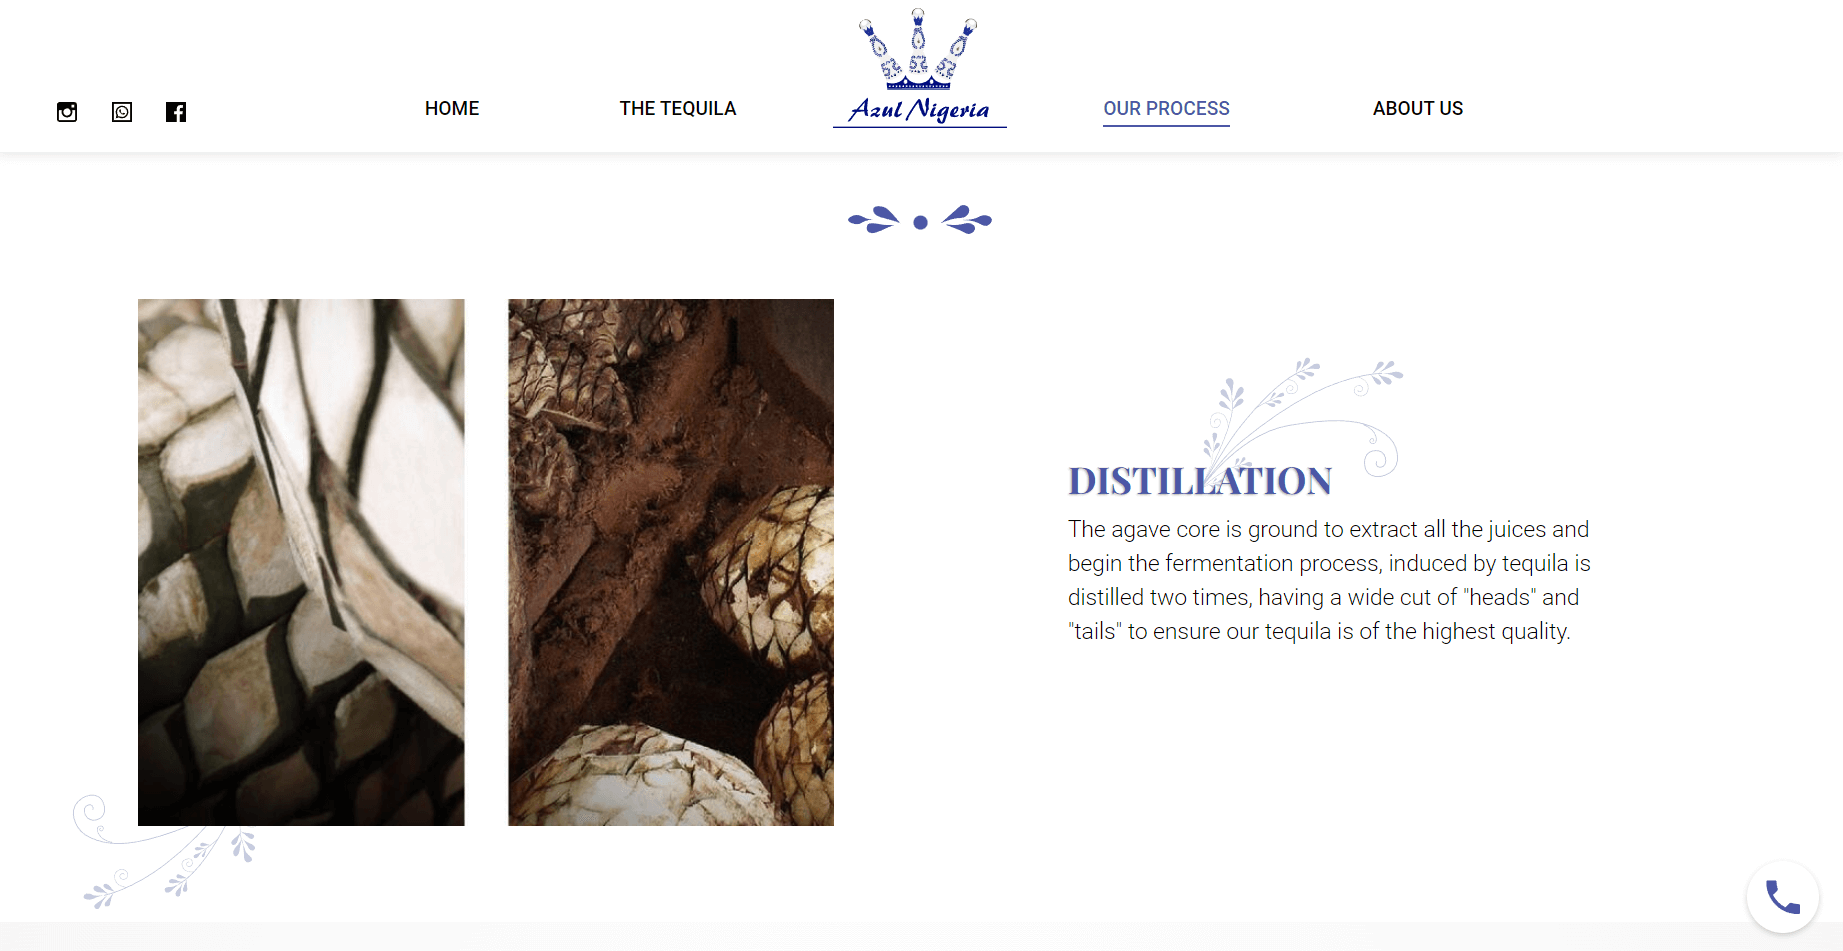 HOME
THE TEQUILA
Azul Nigeria
OUR PROCESS
ABOUT US
DISTILLATION
The agave core is ground to extract all the juices and
begin the fermentation process, induced by tequila is
distilled two times, having a wide cut of "heads" and
"tails" to ensure our tequila is of the highest quality.